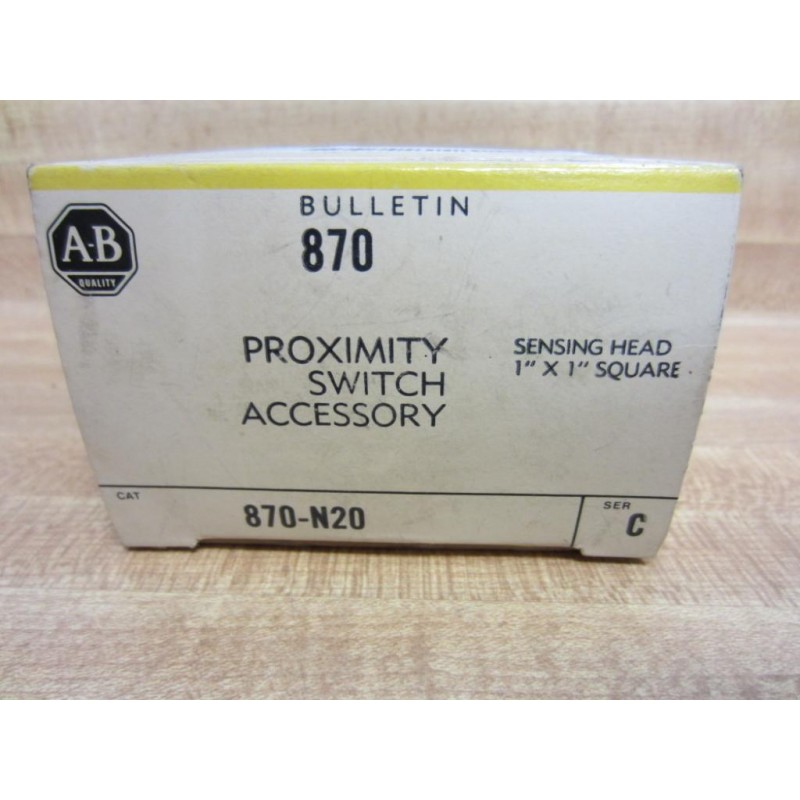 A-B
QUALITY
BULLETIN
870
PROXIMITY
SWITCH
ACCESSORY
SENSING HEAD
1" X 1" SQUARE
CAT
870-N20
SER
C